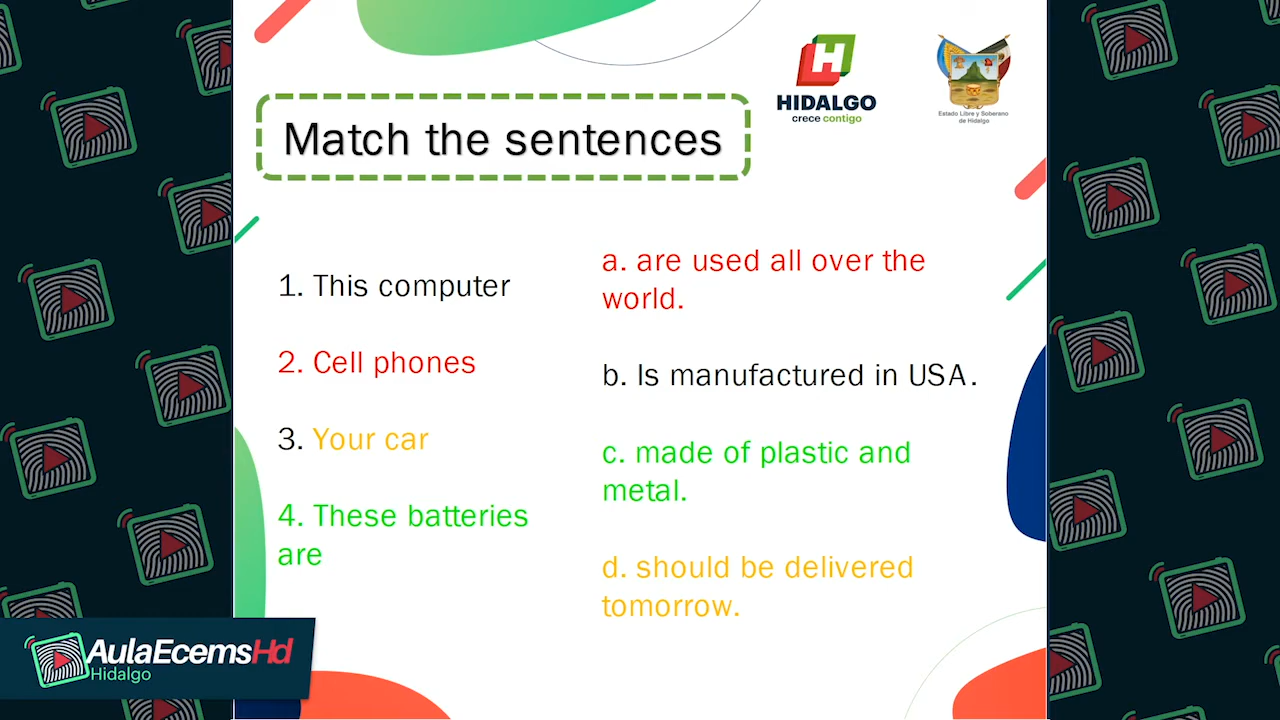 HIDALGO
crece contigo
Estado Libre y Soberano
de Hidalgo
Match the sentences
1. This computer
2. Cell phones
3. Your car
4. These batteries
are
a. are used all over the
world.
b. Is manufactured in USA.
c. made of plastic and
metal.
d. should be delivered
tomorrow.
AulaEcemsHd
Hidalgo